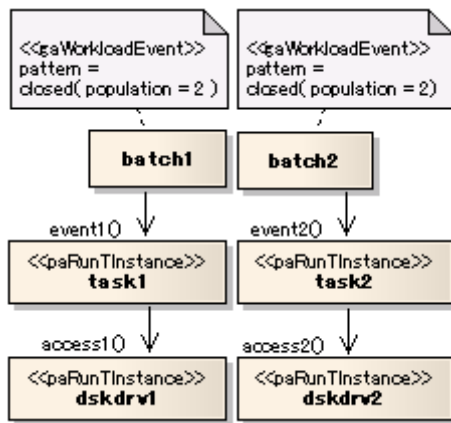 <<gaWorkloadEvent>>
pattern =
closed( population = 2 )
<<gaWorkloadEvent>>
pattern =
closed( population = 2)
batch1
batch2
event1()
event2()
<<paRunTInstance>>
task1
<<paRunTInstance>>
task2
access1()
access2()
<<paRunTInstance>>
dskdrv1
<<paRunTInstance>>
dskdrv2